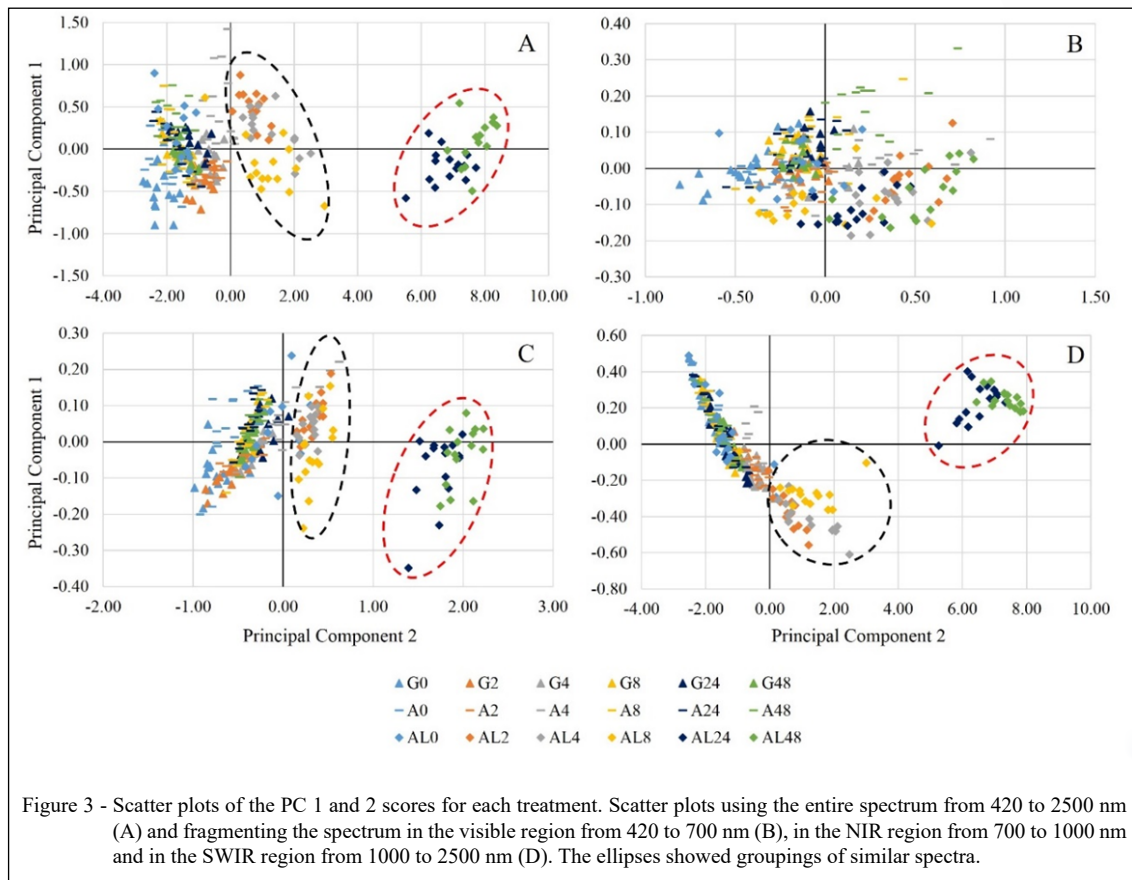 A
1.50
1.00
0.50
0.00
-0.50
-1.00
-1.50
-4.00 -2.00 0.00 2.00 4.00 6.00 8.00 10.00
Principal Component 1
B
0.40
0.30
0.20
0.10
0.00
-0.10
-0.20
-0.30
-1.00 -0.50 0.00 0.50 1.00 1.50
C
0.30
0.20
0.10
0.00
-0.10
-0.20
-0.30
-0.40
-2.00 -1.00 0.00 1.00 2.00 3.00
Principal Component 1
Principal Component 2
D
0.60
0.40
0.20
0.00
-0.20
-0.40
-0.60
-0.80
-4.00 -2.00 0.00 2.00 4.00 6.00 8.00 10.00
Principal Component 2
G0 G2 G4 G8 G24 G48
A0 A2 A4 A8 A24 A48
AL0 AL2 AL4 AL8 AL24 AL48
Figure 3 - Scatter plots of the PC 1 and 2 scores for each treatment. Scatter plots using the entire spectrum from 420 to 2500 nm
(A) and fragmenting the spectrum in the visible region from 420 to 700 nm (B), in the NIR region from 700 to 1000 nm
and in the SWIR region from 1000 to 2500 nm (D). The ellipses showed groupings of similar spectra.